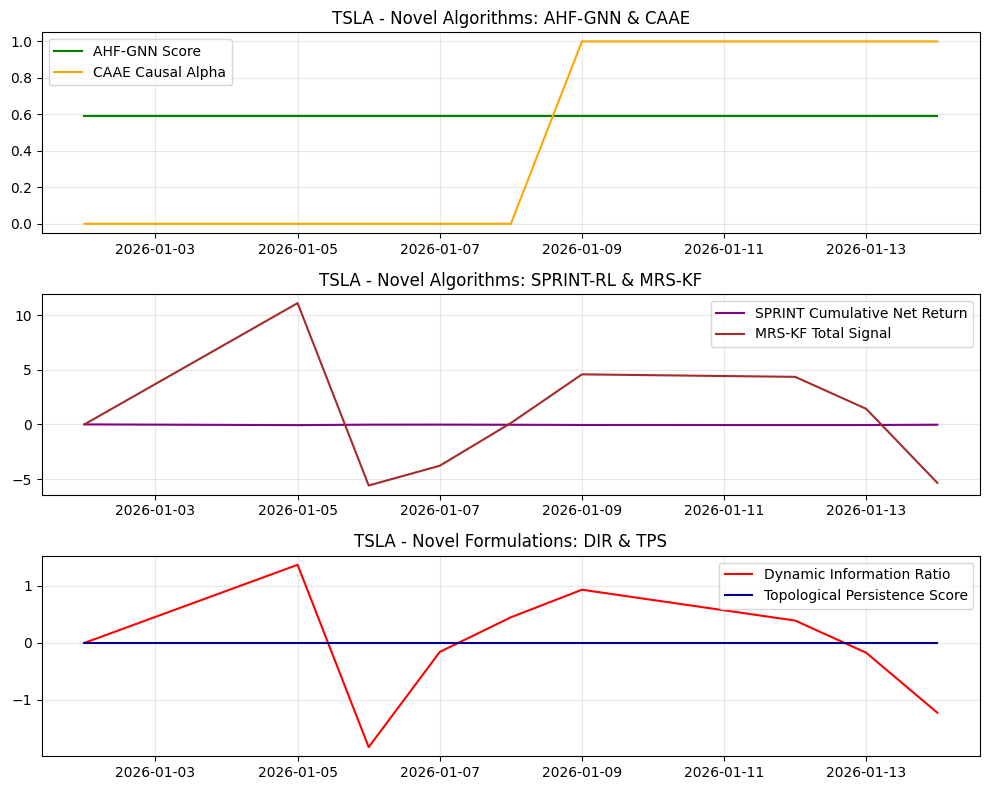 TSLA - Novel Algorithms: AHF-GNN & CAAE
AHF-GNN Score
CAAE Causal Alpha
1.0
0.8
0.6
0.4
0.2
0.0
2026-01-03 2026-01-05 2026-01-07 2026-01-09 2026-01-11 2026-01-13
TSLA - Novel Algorithms: SPRINT-RL & MRS-KF
SPRINT Cumulative Net Return
MRS-KF Total Signal
10
5
0
−5
2026-01-03 2026-01-05 2026-01-07 2026-01-09 2026-01-11 2026-01-13
TSLA - Novel Formulations: DIR & TPS
Dynamic Information Ratio
Topological Persistence Score
1
0
−1
2026-01-03 2026-01-05 2026-01-07 2026-01-09 2026-01-11 2026-01-13